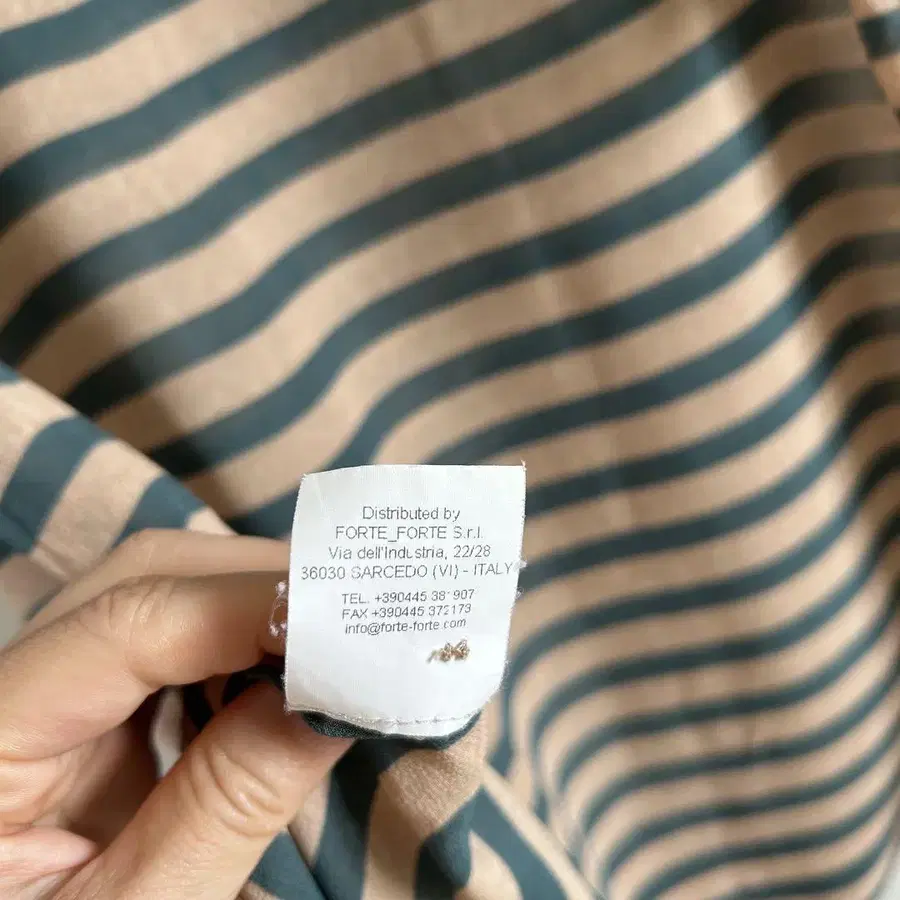 Distributed by
FORTE_FORTE S.r.l.
Via dell'Industria, 22/28
36030 SARCEDO (VI) - ITALY
TEL. +390445 381907
FAX +390445 372173
info@forte-forte.com